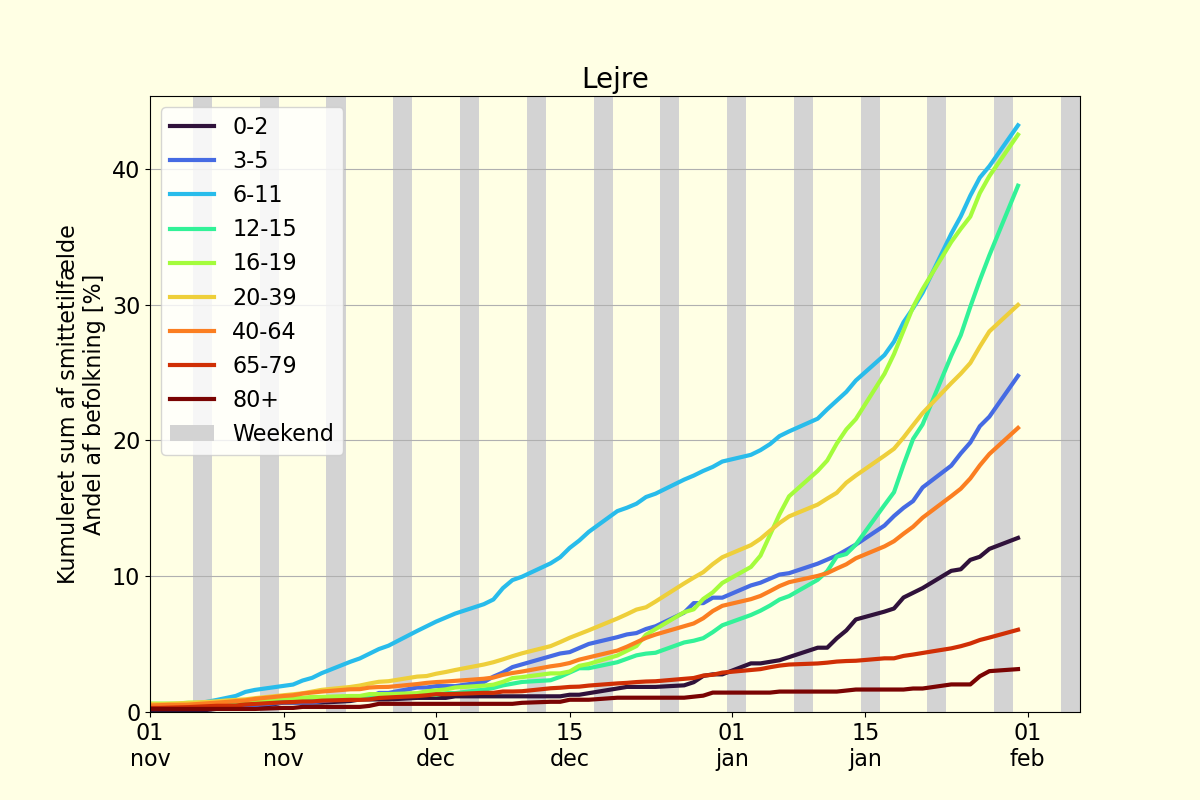 Lejre
Kumuleret sum af smittetilfælde
Andel af befolkning [%]
40
30
20
10
0
0-2
3-5
6-11
12-15
16-19
20-39
40-64
65-79
80+
Weekend
01 15 01 15 01 15 01
nov nov dec dec jan jan feb